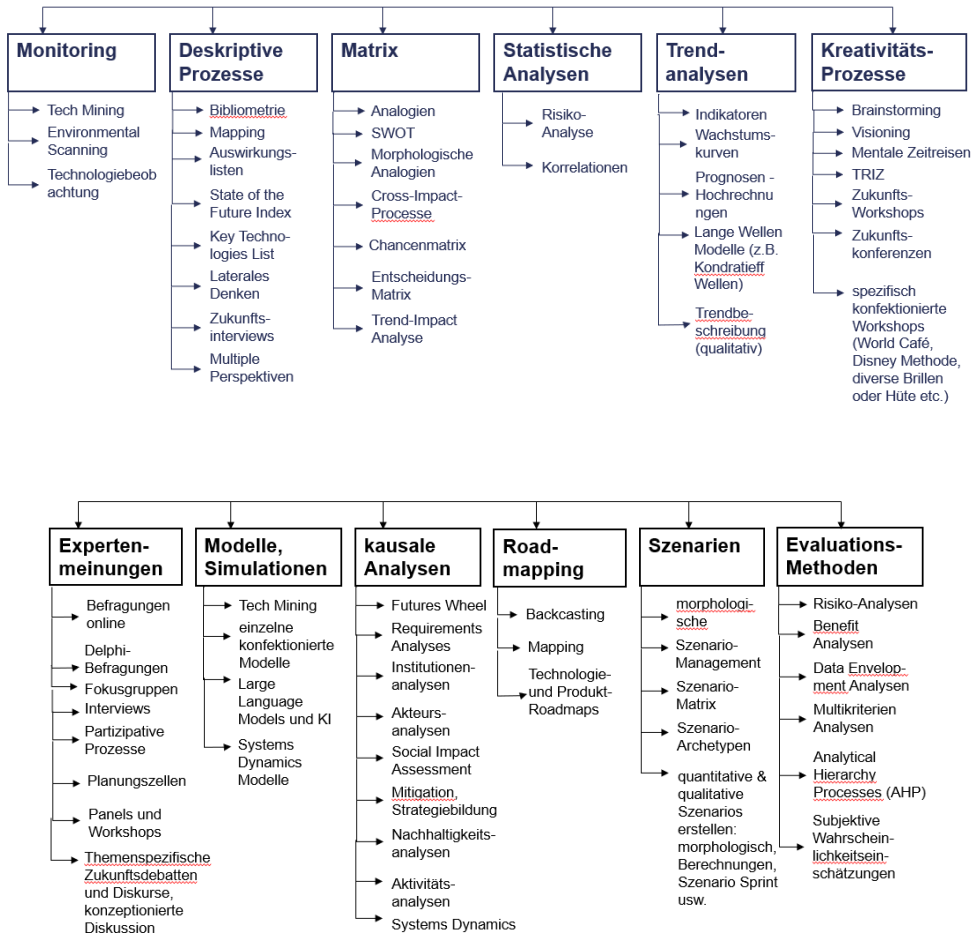 Monitoring
Tech Mining
Environmental
Scanning
Technologiebeob
achtung
Deskriptive
Prozesse
Bibliometrie
Mapping
Auswirkungs-
listen
State of the
Future Index
Key Techno-
logies List
Laterales
Denken
Zukunfts-
interviews
Multiple
Perspektiven
Matrix
Analogien
SWOT
Morphologische
Analogien
Cross-Impact-
Processe
Chancenmatrix
Entscheidungs-
Matrix
Trend-Impact
Analyse
Statistische
Analysen
Risiko-
Analyse
Korrelationen
Trend-
analysen
Indikatoren
Wachstums-
kurven
Prognosen -
Hochrechnu
ngen
Lange Wellen
Modelle (z.B.
Kondratieff
Wellen)
Trendbe-
schreibung
(qualitativ)
Kreativitäts-
Prozesse
Brainstorming
Visioning
Mentale Zeitreisen
TRIZ
Zukunfts-
Workshops
Zukunfts-
konferenzen
spezifisch
konfektionierte
Workshops
(World Café,
Disney Methode,
diverse Brillen
oder Hüte etc.)
Experten-
meinungen
Befragungen
online
Delphi-
Befragungen
Fokusgruppen
Interviews
Partizipative
Prozesse
Planungszellen
Panels und
Workshops
Themenspezifische
Zukunftsdebatten
und Diskurse,
konzeptionierte
Diskussion
Modelle,
Simulationen
Tech Mining
einzelne
konfektionierte
Modelle
Large
Language
Models und KI
Systems
Dynamics
Modelle
kausale
Analysen
Futures Wheel
Requirements
Analyses
Institutionen-
analysen
Akteurs-
analysen
Social Impact
Assessment
Mitigation,
Strategiebildung
Nachhaltigkeits-
analysen
Aktivitäts-
analysen
Systems Dynamics
Road-
mapping
Backcasting
Mapping
Technologie-
und Produkt-
Roadmaps
Szenarien
morphologi-
sche
Szenario-
Management
Szenario-
Matrix
Szenario-
Archetypen
quantitative &
qualitative
Szenarios
erstellen:
morphologisch,
Berechnungen,
Szenario Sprint
usw.
Evaluations-
Methoden
Risiko-Analysen
Benefit
Analysen
Data Envelop-
ment Analysen
Multikriterien
Analysen
Analytical
Hierarchy
Processes (AHP)
Subjektive
Wahrschein-
lichkeitsein-
schätzungen